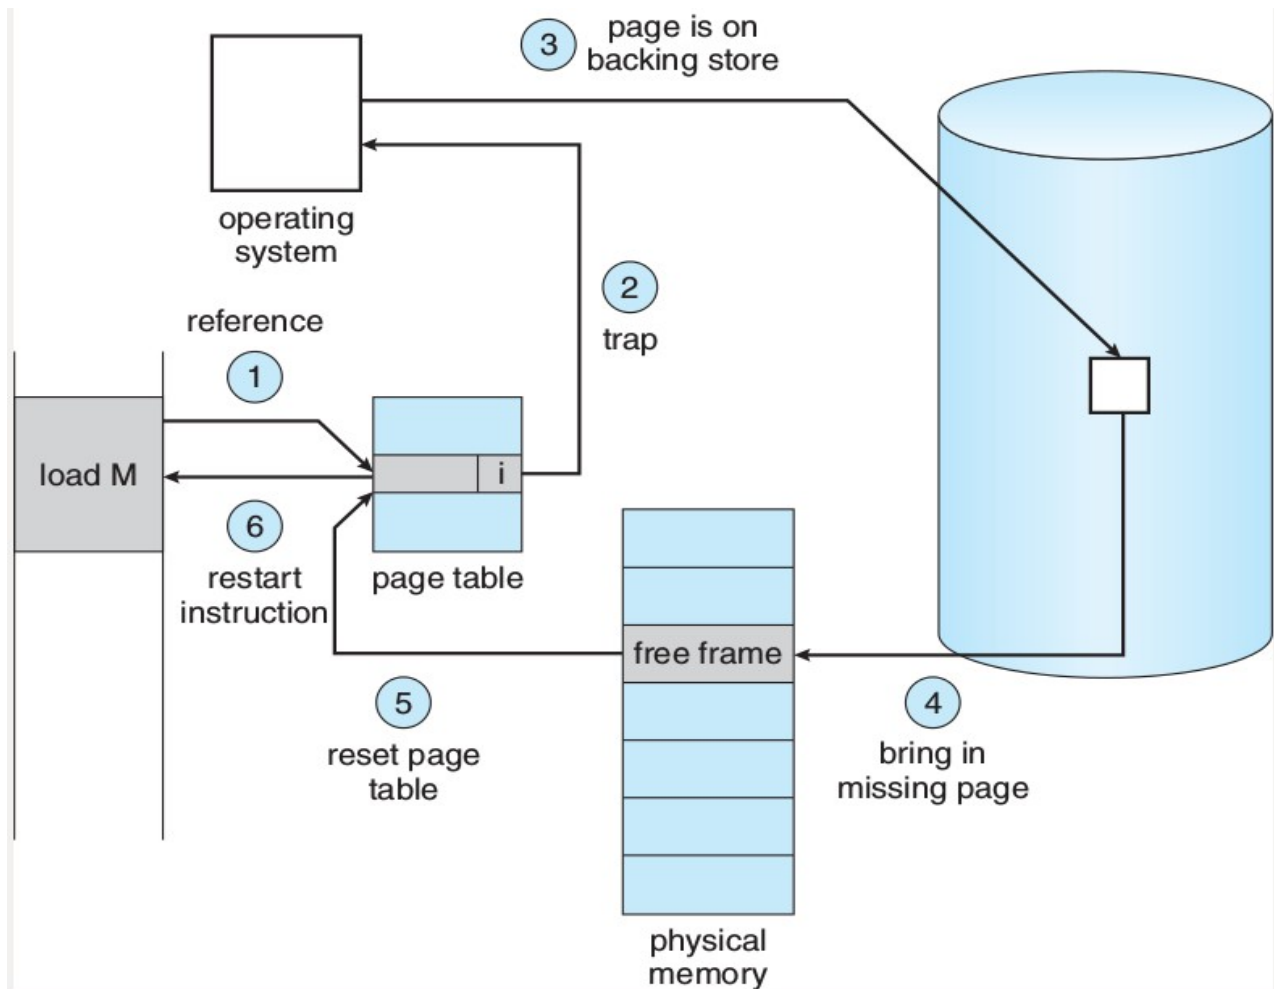 3
page is on
backing store
operating
system
2
trap
reference
1
load M
i
6
restart
instruction
page table
free frame
5
reset page
table
4
bring in
missing page
physical
memory